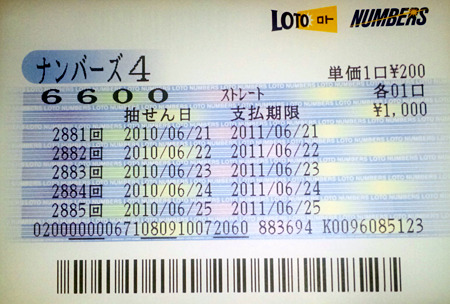 LOTO NUMBERS
ナンバーズ4 単価1口¥200
6600 ストレート 各01口
抽せん日 支払期限 ¥1,000
2881回 2010/06/21 2011/06/21
2882回 2010/06/22 2011/06/22
2883回 2010/06/23 2011/06/23
2884回 2010/06/24 2011/06/24
2885回 2010/06/25 2011/06/25
02000000067108091007​2060 883694 K0096085123